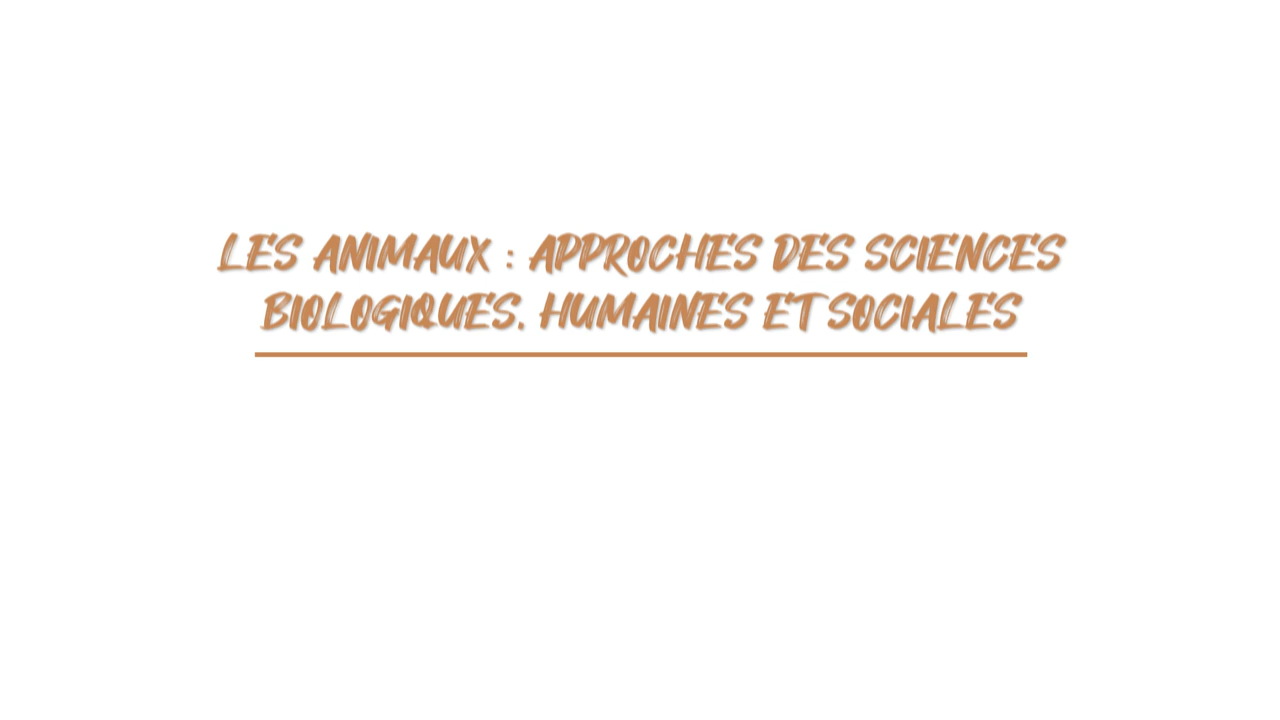 LES ANIMAUX : APPROCHES DES SCIENCES
BIOLOGIQUES, HUMAINES ET SOCIALES